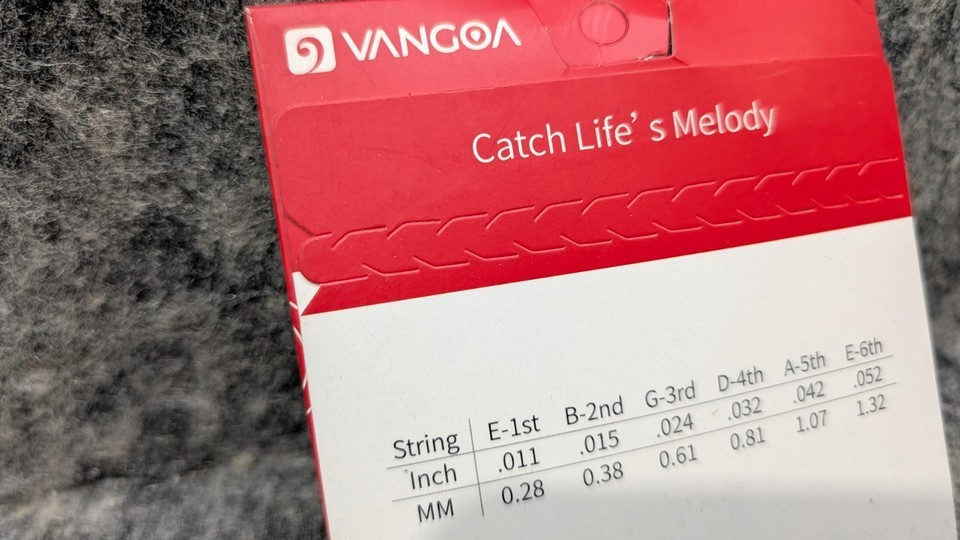 VANGOA
Catch Life’s Melody
String E-1st B-2nd G-3rd D-4th A-5th E-6th
Inch .011 .015 .024 .032 .042 .052
MM 0.28 0.38 0.61 0.81 1.07 1.32